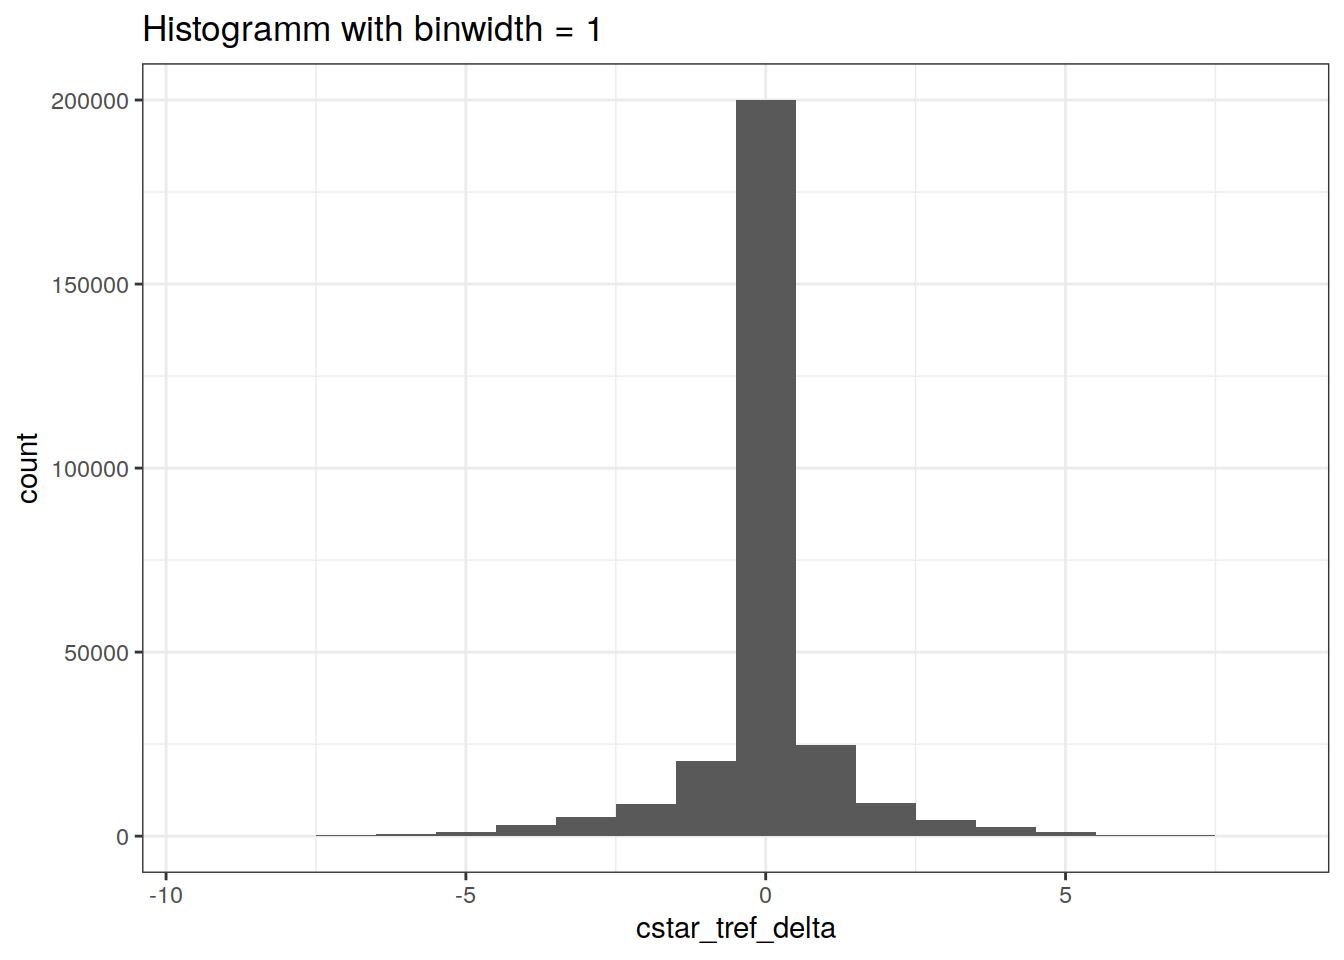 Histogramm with binwidth = 1
200000
150000
100000
50000
0
count
-10 -5 0 5
cstar_tref_delta